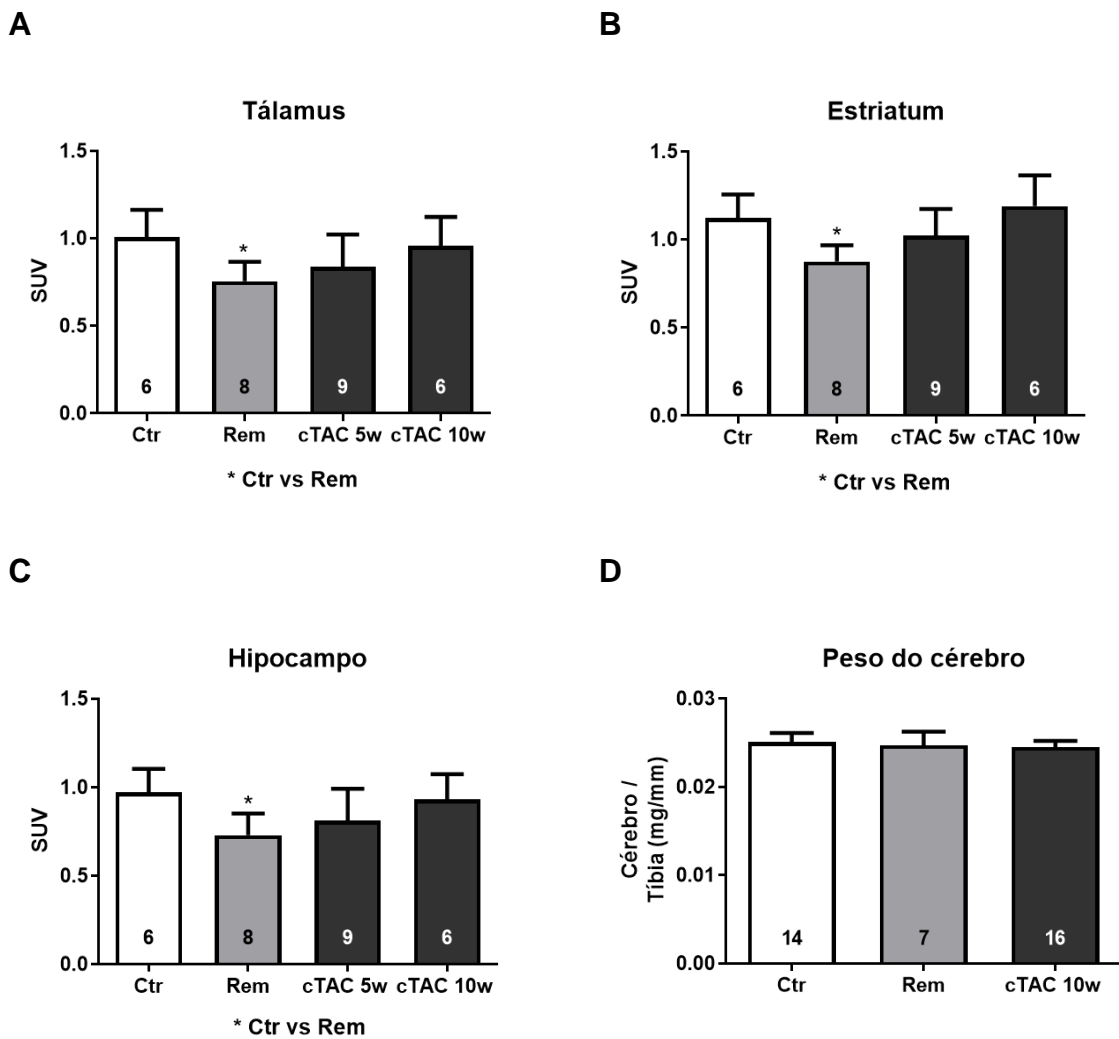 A
Tálamus
SUV
1.5
1.0
0.5
0.0
*
6
8
9
6
Ctr
Rem
cTAC 5w
cTAC 10w
* Ctr vs Rem
B
Estriatum
SUV
1.5
1.0
0.5
0.0
*
6
8
9
6
Ctr
Rem
cTAC 5w
cTAC 10w
* Ctr vs Rem
C
Hipocampo
SUV
1.5
1.0
0.5
0.0
*
6
8
9
6
Ctr
Rem
cTAC 5w
cTAC 10w
* Ctr vs Rem
D
Peso do cérebro
Cérebro /
Tíbia (mg/mm)
0.03
0.02
0.01
0.00
14
7
16
Ctr
Rem
cTAC 10w